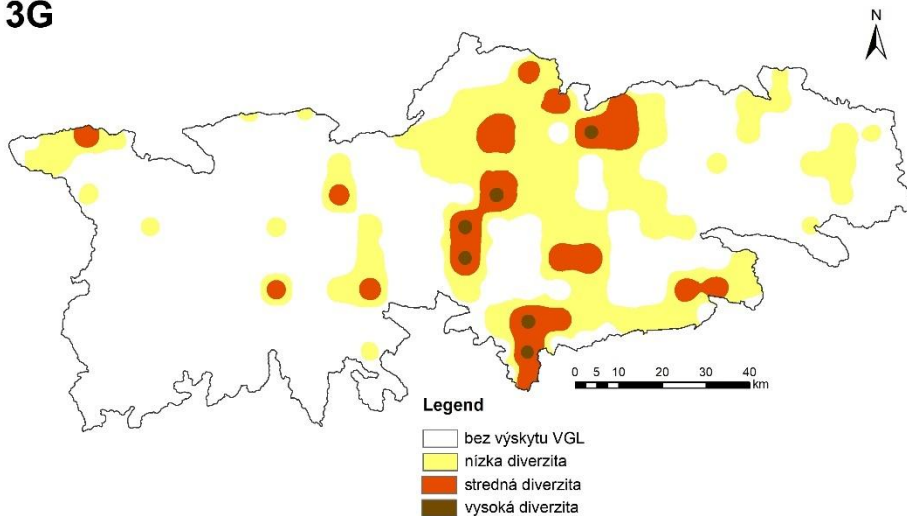 3G
N
0 5 10 20 30 40
km
Legend
bez výskytu VGL
nízka diverzita
stredná diverzita
vysoká diverzita